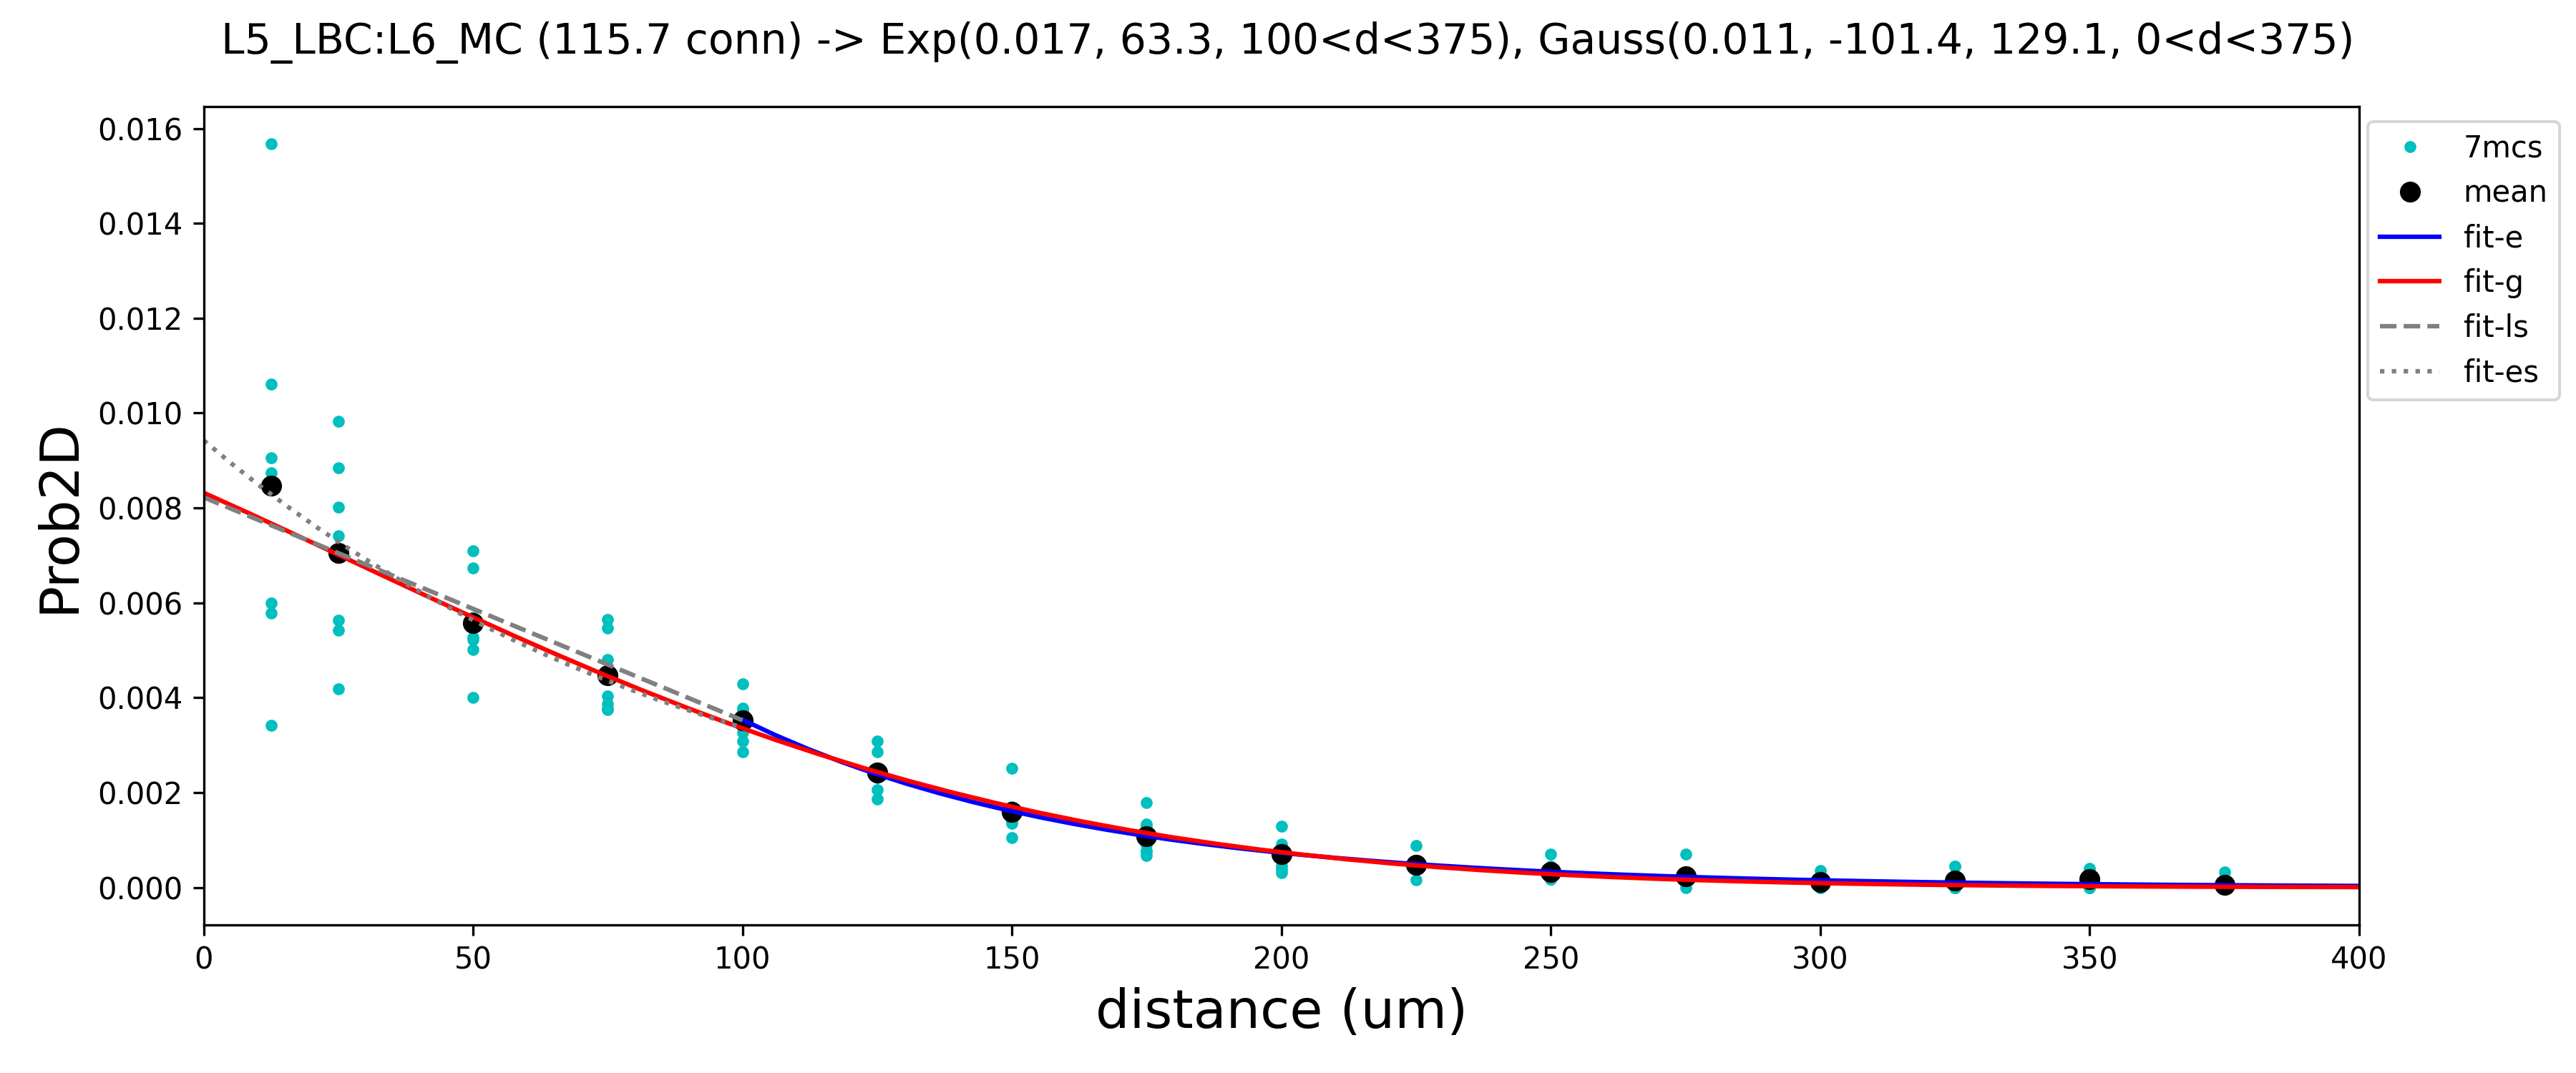 L5_LBC:L6_MC (115.7 conn) -> Exp(0.017, 63.3, 100<d<375), Gauss(0.011, -101.4, 129.1, 0<d<375)
0.016
0.014
0.012
0.010
0.008
0.006
0.004
0.002
0.000
Prob2D
0 50 100 150 200 250 300 350 400
distance (um)
7mcs
mean
fit-e
fit-g
fit-ls
fit-es